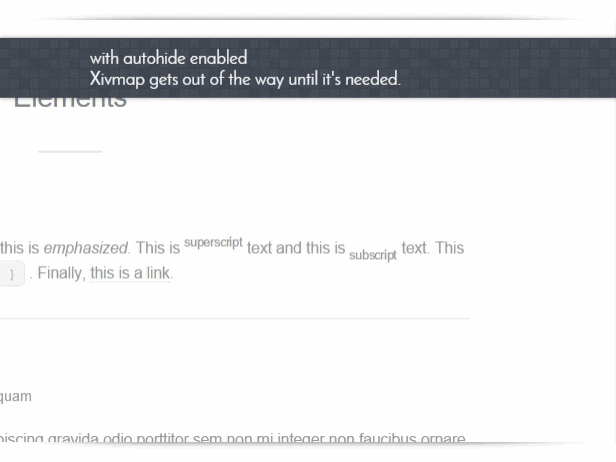 with autohide enabled
Xivmap gets out of the way until it's needed.
Elements
this is emphasized. This is superscript text and this is subscript text. This
} . Finally, this is a link.
quam
piscing gravida odio porttitor sem non mi integer non faucibus ornare